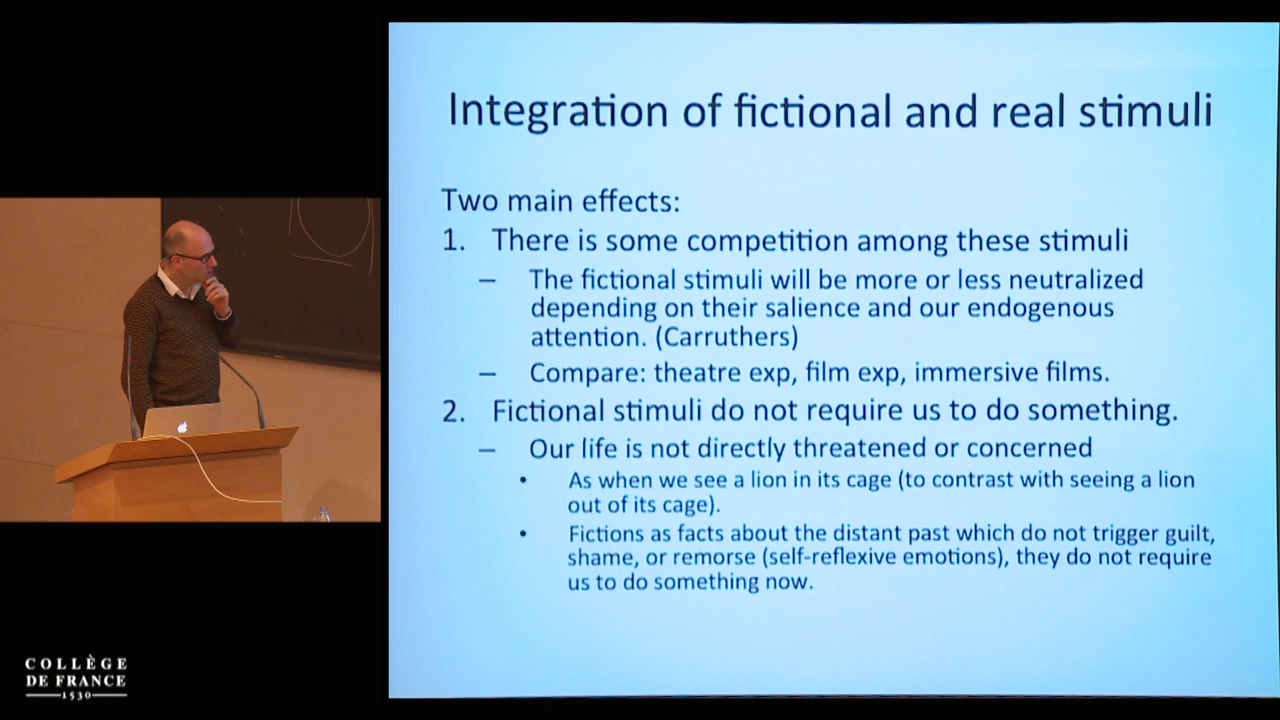 Integration of fictional and real stimuli
Two main effects:
1. There is some competition among these stimuli
– The fictional stimuli will be more or less neutralized
depending on their salience and our endogenous
attention. (Carruthers)
– Compare: theatre exp, film exp, immersive films.
2. Fictional stimuli do not require us to do something.
– Our life is not directly threatened or concerned
• As when we see a lion in its cage (to contrast with seeing a lion
out of its cage).
• Fictions as facts about the distant past which do not trigger guilt,
shame, or remorse (self-reflexive emotions), they do not require
us to do something now.
COLLÈGE
DE FRANCE
1530